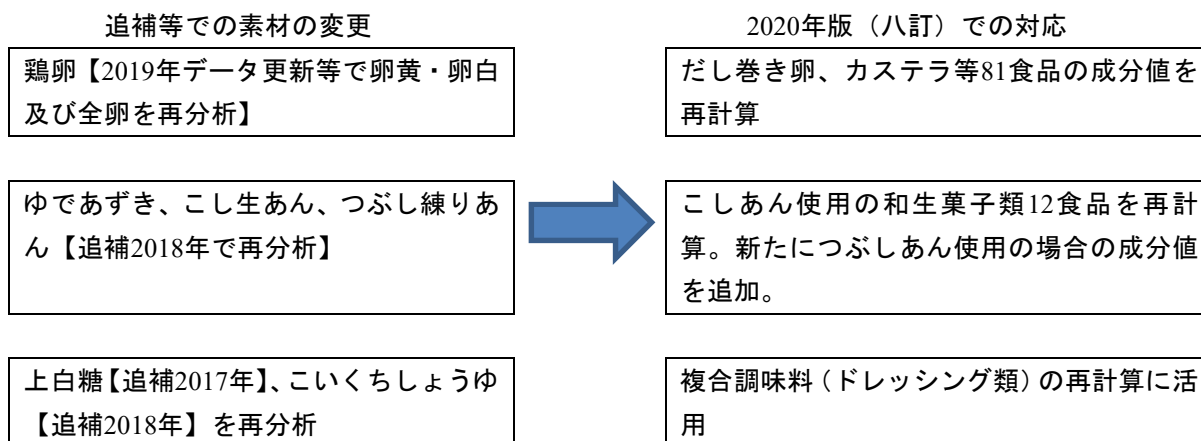 追補等での素材の変更
鶏卵【2019年データ更新等で卵黄・卵白
及び全卵を再分析】
ゆであずき、こし生あん、つぶし練りあ
ん【追補2018年で再分析】
上白糖【追補2017年】、こいくちしょうゆ
【追補2018年】を再分析
2020年版（八訂）での対応
だし巻き卵、カステラ等81食品の成分値を
再計算
こしあん使用の和生菓子類12食品を再計
算。新たにつぶしあん使用の場合の成分値
を追加。
複合調味料（ドレッシング類）の再計算に活
用